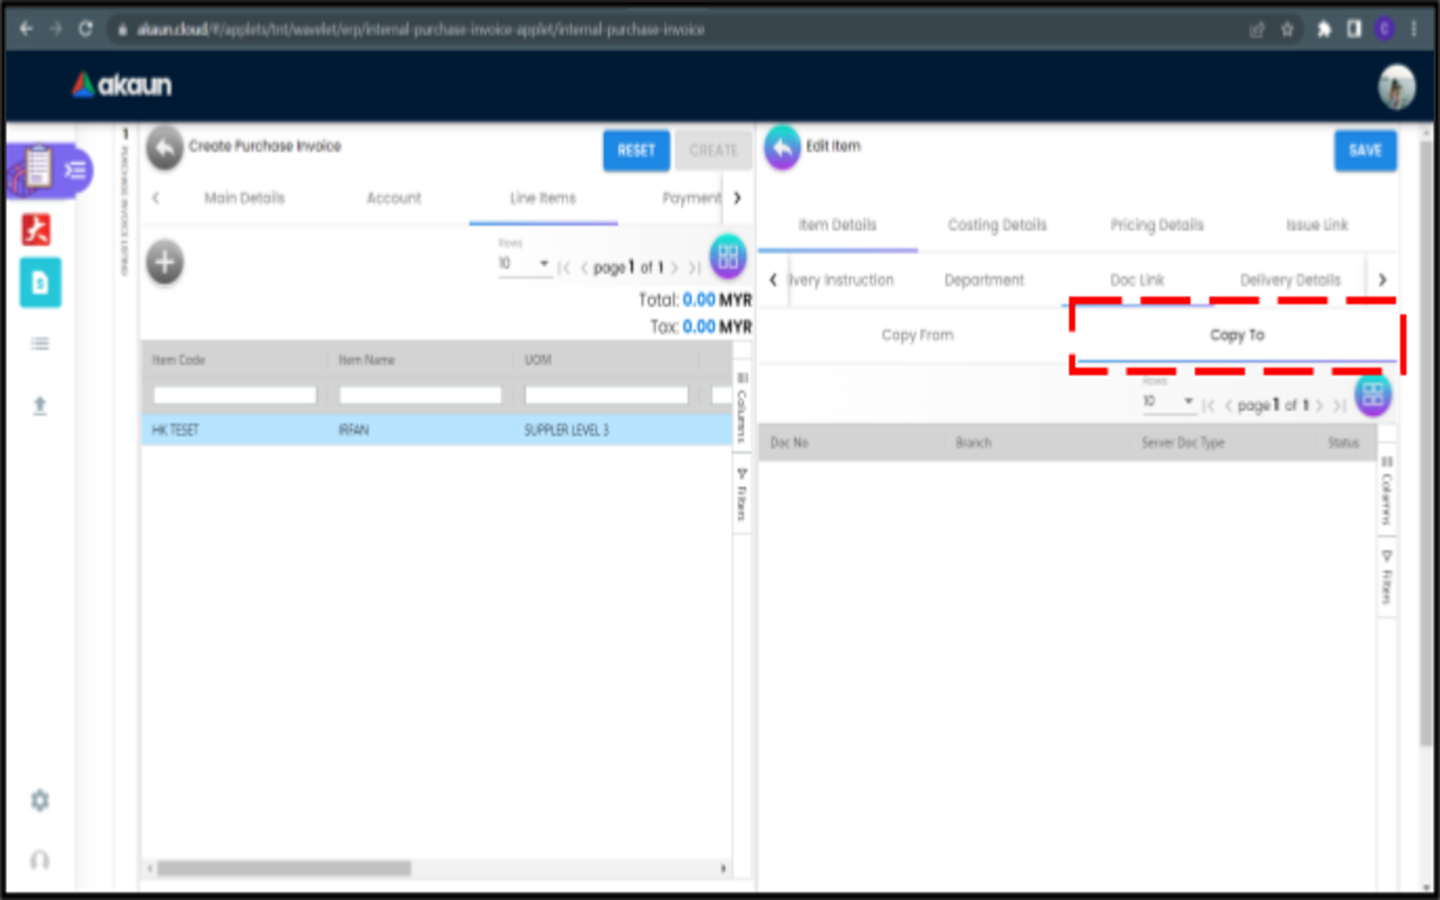 akaun.cloud/#/applets/tnt/wavelet/erp/internal-purchase-invoice-applet/internal-purchase-invoice
C
akaun
1 PURCHASE INVOICE LISTING
Create Purchase Invoice
RESET
CREATE
Main Details
Account
Line Items
Payment
Rows
10
page 1 of 1
Total: 0.00 MYR
Tax: 0.00 MYR
Item Code
Item Name
UOM
HK TESET
IRFAN
SUPPLER LEVEL 3
Columns
Filters
Edit Item
SAVE
Item Details
Costing Details
Pricing Details
Issue Link
ivery Instruction
Department
Doc Link
Delivery Details
Copy From
Copy To
Rows
10
page 1 of 1
Doc No
Branch
Server Doc Type
Status
Columns
Filters